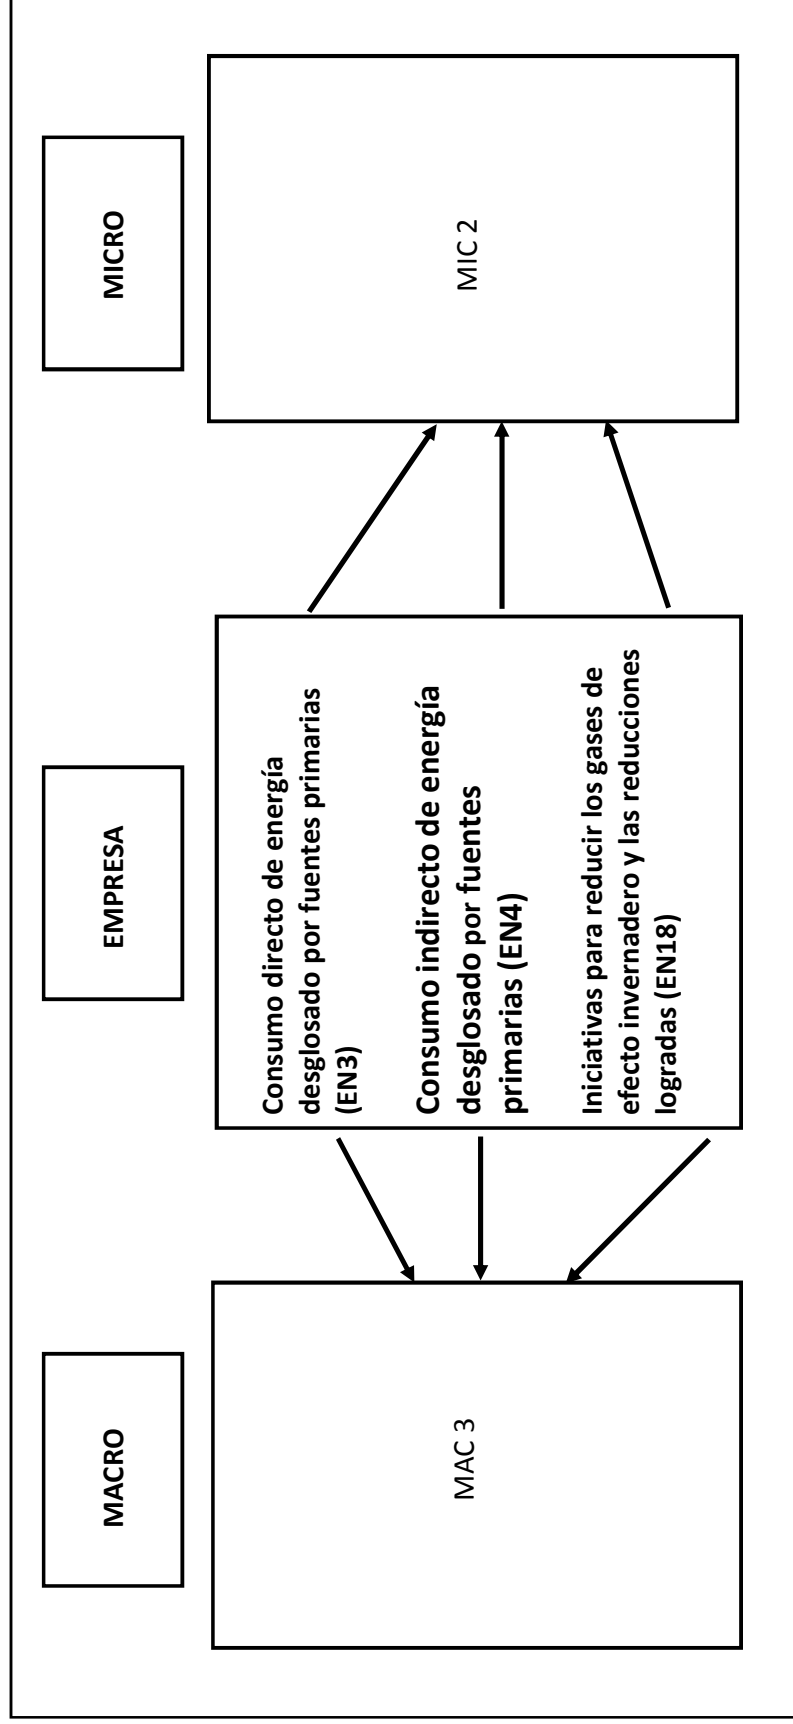 MACRO
EMPRESA
MICRO
MAC 3
Consumo directo de energía
desglosado por fuentes primarias
(EN3)
Consumo indirecto de energía
desglosado por fuentes
primarias (EN4)
Iniciativas para reducir los gases de
efecto invernadero y las reducciones
logradas (EN18)
MIC 2